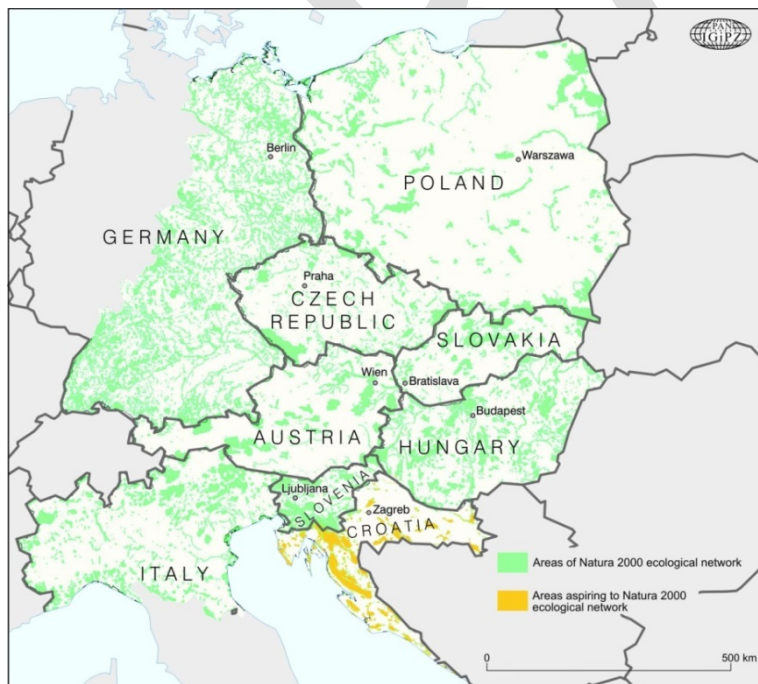 PAN
IGiPZ
Berlin
Warszawa
POLAND
GERMANY
Praha
CZECH
REPUBLIC
SLOVAKIA
Wien
Bratislava
Budapest
AUSTRIA
HUNGARY
Ljubljana
SLOVENIA
Zagreb
CROATIA
ITALY
Areas of Natura 2000 ecological network
Areas aspiring to Natura 2000
ecological network
0
500 km